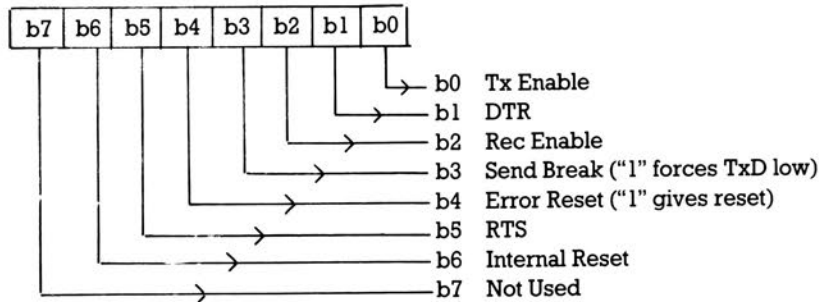 b7 b6 b5 b4 b3 b2 b1 b0
b0 Tx Enable
b1 DTR
b2 Rec Enable
b3 Send Break ("1" forces TxD low)
b4 Error Reset ("1" gives reset)
b5 RTS
b6 Internal Reset
b7 Not Used